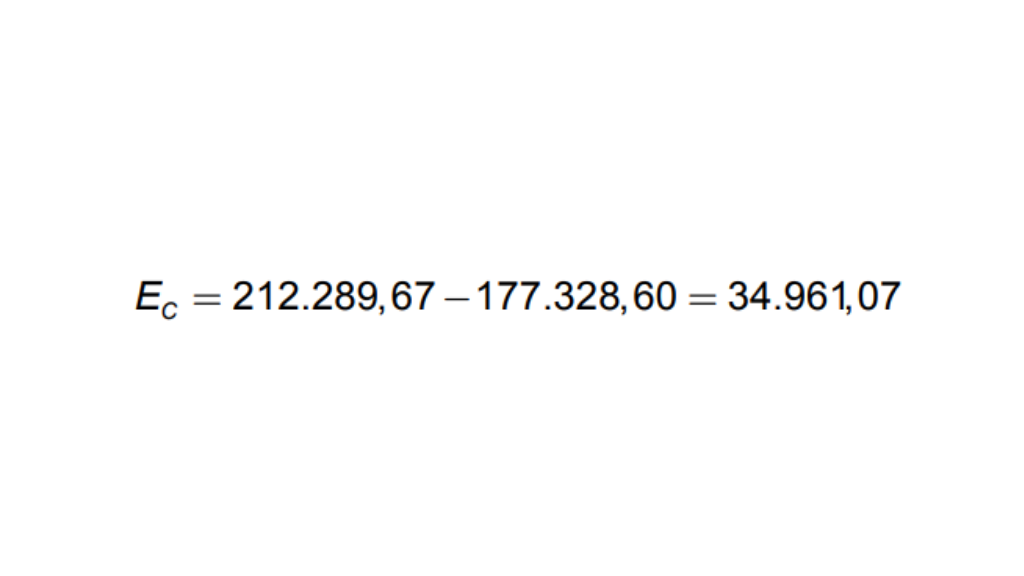 E_c = 212.289,67 – 177.328,60 = 34.961,07